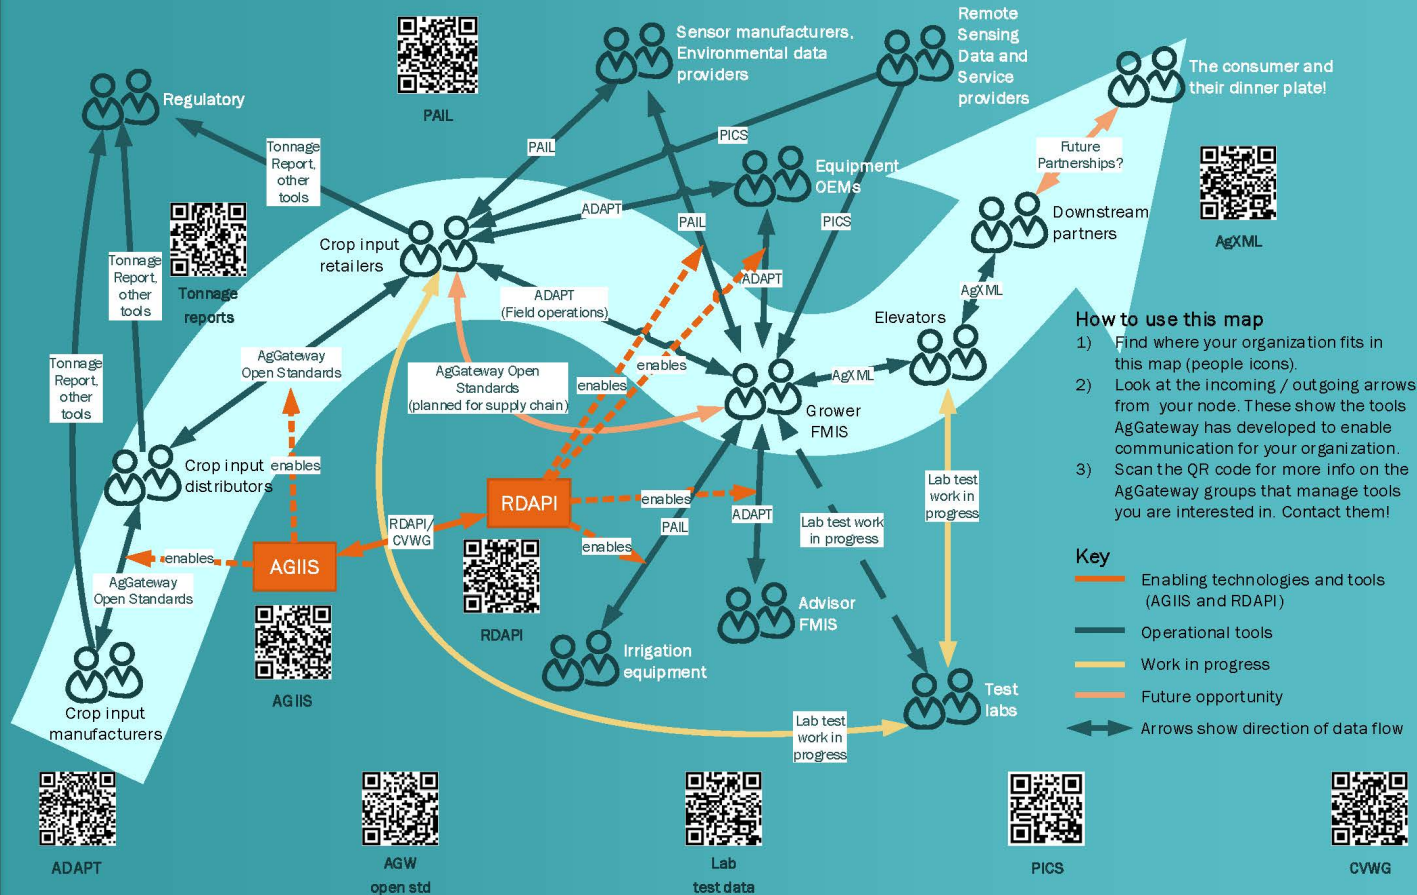 Remote
Sensing
Data and
Service
providers
Sensor manufacturers,
Environmental data
providers
The consumer and
their dinner plate!
Regulatory
PAIL
Tonnage
Report,
other
tools
PAIL
PICS
Future
Partnerships?
Equipment
OEMs
ADAPT
PAIL
PICS
Downstream
partners
AgXML
Crop input
retailers
Tonnage
Report,
other
tools
Tonnage
reports
ADAPT
(Field operations)
ADAPT
AgXML
Elevators
AgGateway
Open Standards
Tonnage
Report,
other
tools
AgGateway Open
Standards
(planned for supply chain)
enables
enables
AgXML
Grower
FMIS
How to use this map
1) Find where your organization fits in
this map (people icons).
2) Look at the incoming / outgoing arrows
from your node. These show the tools
AgGateway has developed to enable
communication for your organization.
3) Scan the QR code for more info on the
AgGateway groups that manage tools
you are interested in. Contact them!
Crop input
distributors
enables
RDAPI
enables
PAIL
ADAPT
Lab test work
in progress
Lab test
work in
progress
RDAPI/
CVWG
enables
enables
AGIIS
AgGateway
Open Standards
RDAPI
Advisor
FMIS
Irrigation
equipment
Key
Enabling technologies and tools
(AGIIS and RDAPI)
Operational tools
Work in progress
Future opportunity
Arrows show direction of data flow
AGIIS
Crop input
manufacturers
Test
labs
Lab test
work in
progress
ADAPT
AGW
open std
Lab
test data
PICS
CVWG